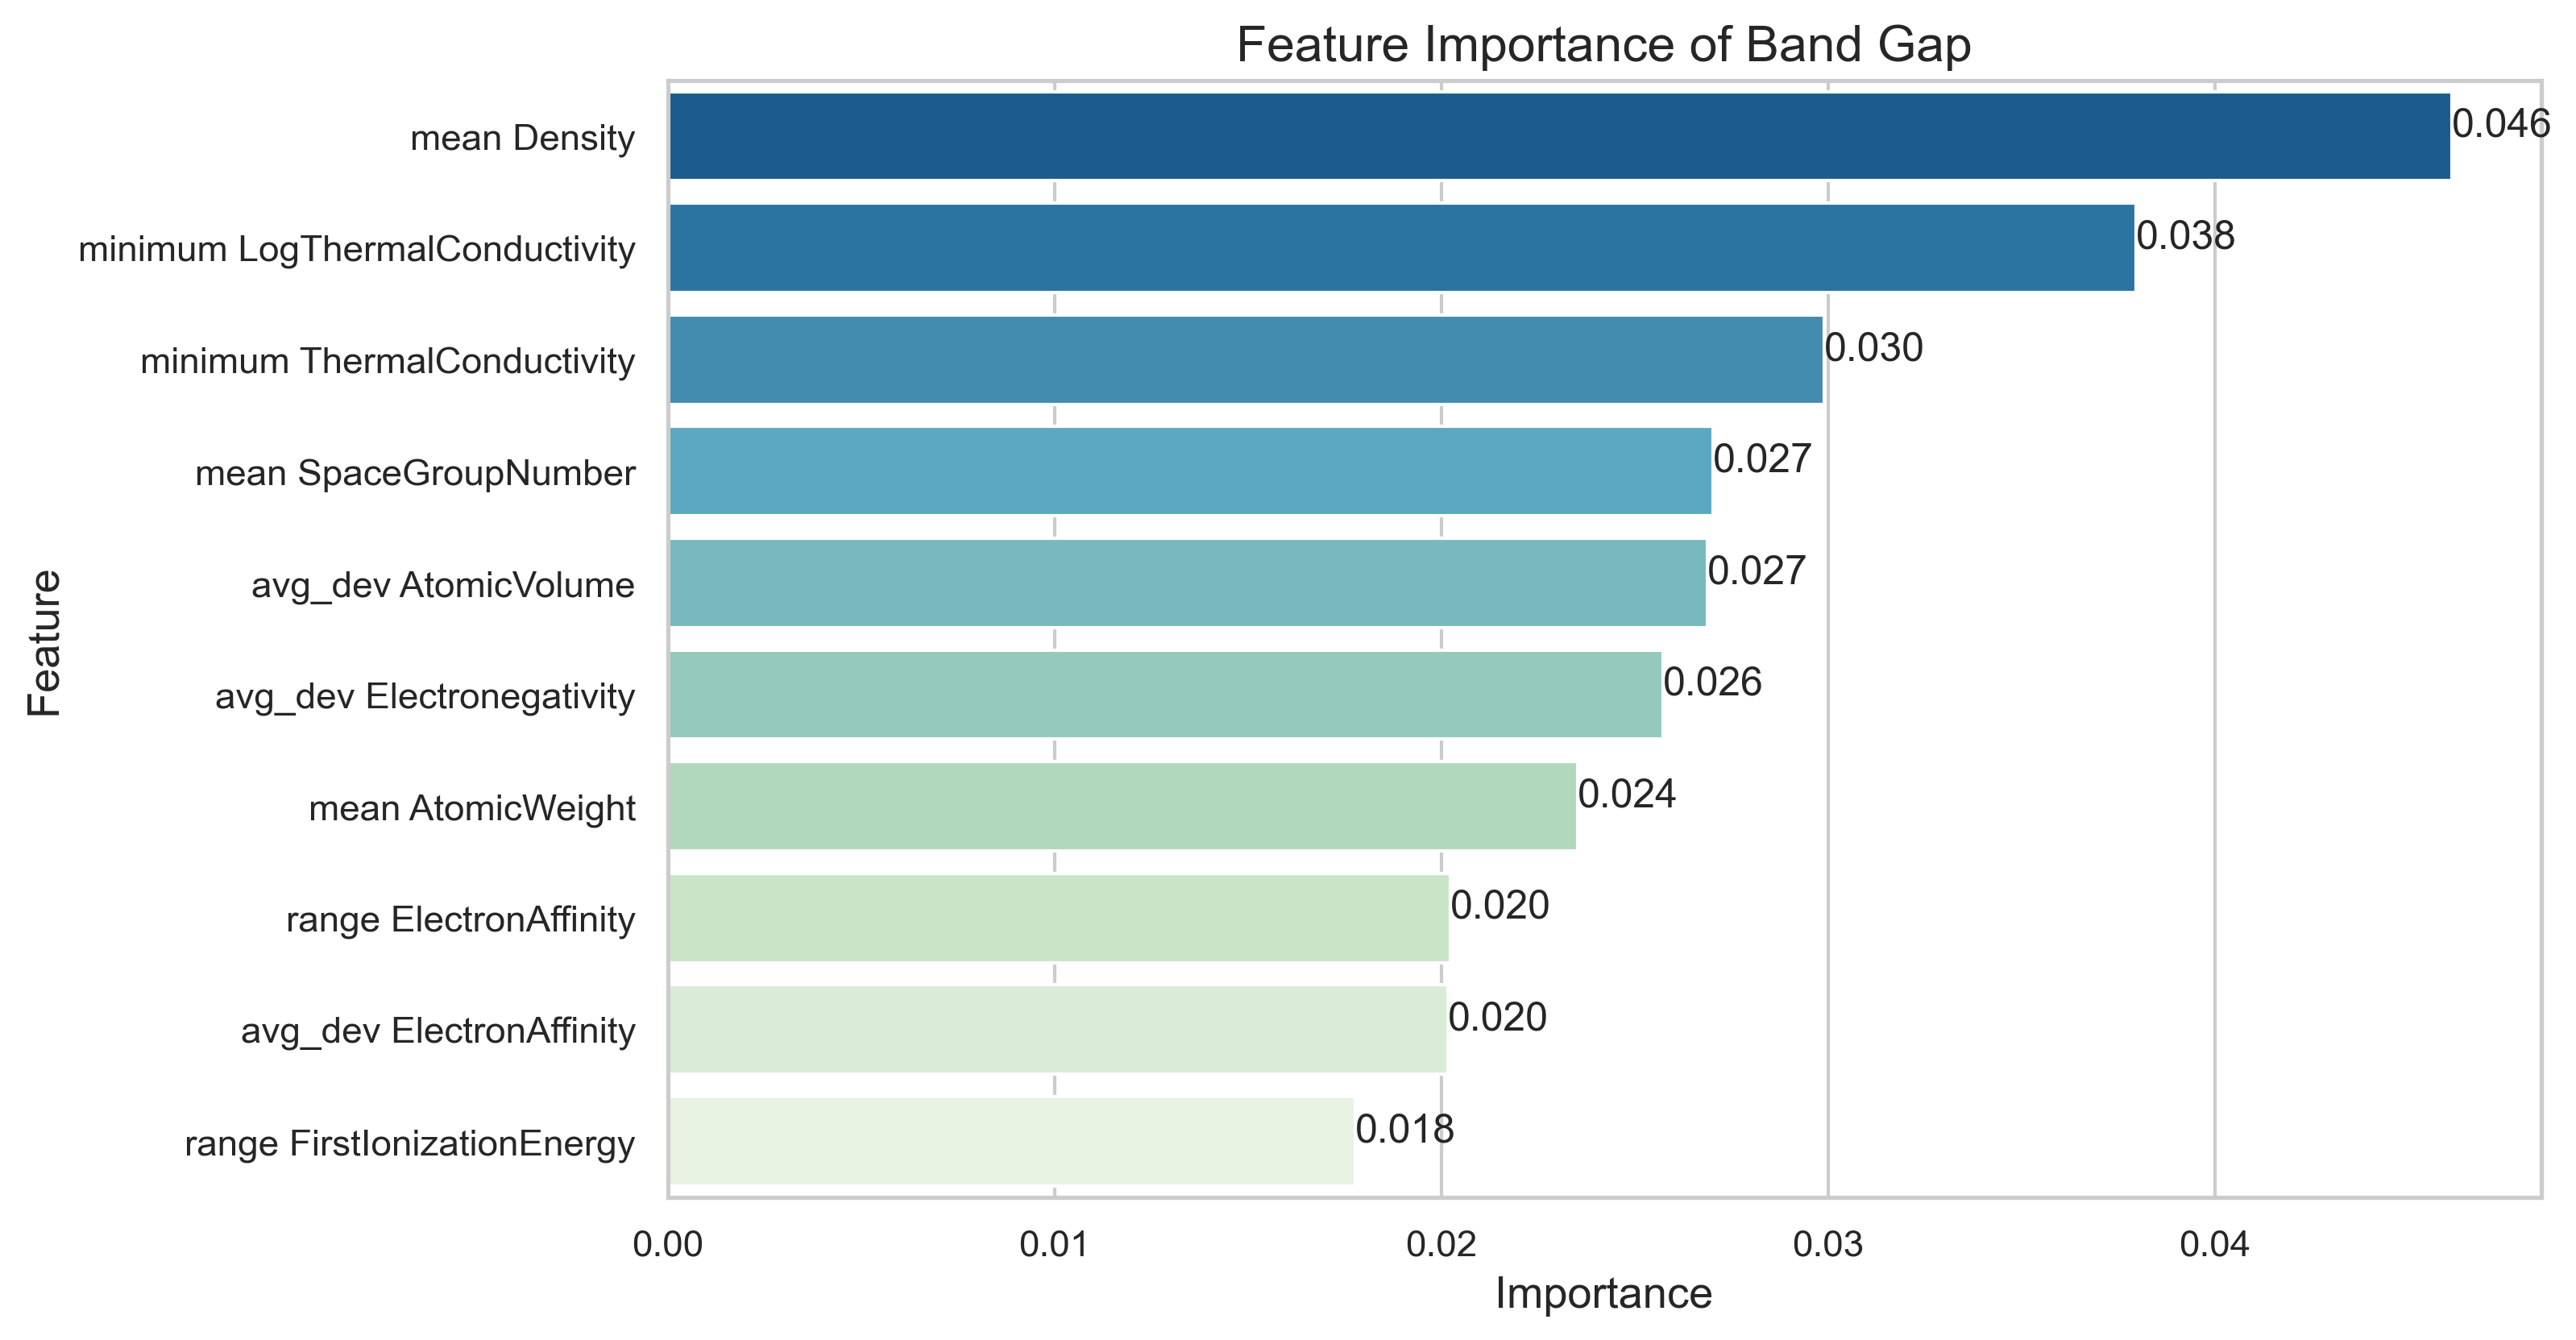 Feature Importance of Band Gap
Feature
mean Density
0.046
minimum LogThermalConductivity
0.038
minimum ThermalConductivity
0.030
mean SpaceGroupNumber
0.027
avg_dev AtomicVolume
0.027
avg_dev Electronegativity
0.026
mean AtomicWeight
0.024
range ElectronAffinity
0.020
avg_dev ElectronAffinity
0.020
range FirstIonizationEnergy
0.018
0.00 0.01 0.02 0.03 0.04
Importance